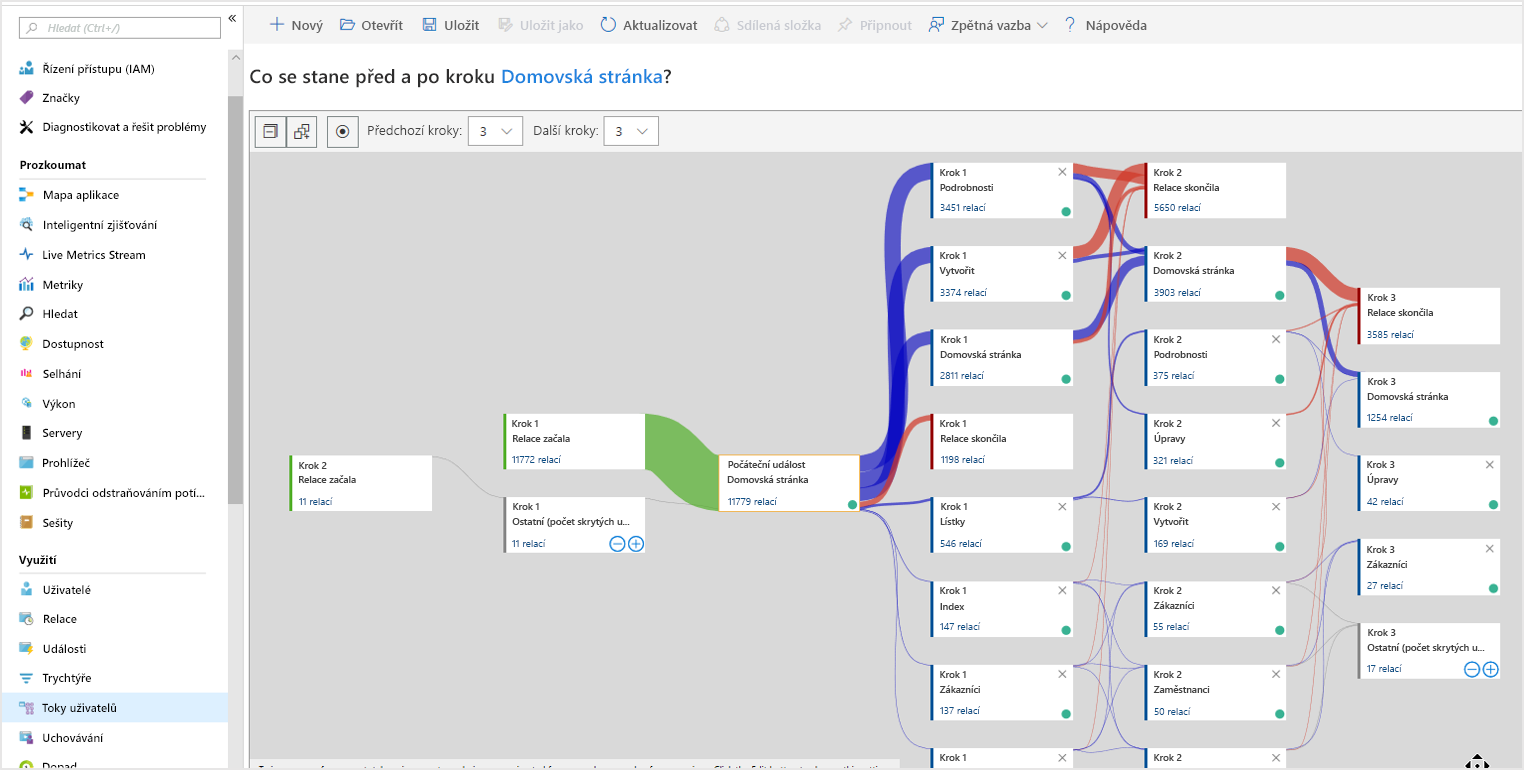 Hledat (Ctrl+/)
«
Řízení přístupu (IAM)
Značky
Diagnostikovat a řešit problémy
Prozkoumat
Mapa aplikace
Inteligentní zjišťování
Live Metrics Stream
Metriky
Hledat
Dostupnost
Selhání
Výkon
Servery
Prohlížeč
Průvodci odstraňováním potí...
Sešity
Využití
Uživatelé
Relace
Události
Trychtýře
Toky uživatelů
Uchovávání
Dopad
Nový
Otevřít
Uložit
Uložit jako
Aktualizovat
Sdílená složka
Připnout
Zpětná vazba
? Nápověda
Co se stane před a po kroku Domovská stránka?
Předchozí kroky: 3
Další kroky: 3
Krok 2
Relace začala
11 relací
Krok 1
Relace začala
11772 relací
Krok 1
Ostatní (počet skrytých u...
11 relací
Počáteční událost
Domovská stránka
11779 relací
Krok 1
Podrobnosti
3451 relací
Krok 1
Vytvořit
3374 relací
Krok 1
Domovská stránka
2811 relací
Krok 1
Relace skončila
1198 relací
Krok 1
Lístky
546 relací
Krok 1
Index
147 relací
Krok 1
Zákazníci
137 relací
Krok 1
Krok 2
Relace skončila
5650 relací
Krok 2
Domovská stránka
3903 relací
Krok 2
Podrobnosti
375 relací
Krok 2
Úpravy
321 relací
Krok 2
Vytvořit
169 relací
Krok 2
Zákazníci
55 relací
Krok 2
Zaměstnanci
50 relací
Krok 2
Krok 3
Relace skončila
3585 relací
Krok 3
Domovská stránka
1254 relací
Krok 3
Úpravy
42 relací
Krok 3
Zákazníci
27 relací
Krok 3
Ostatní (počet skrytých u...
17 relací